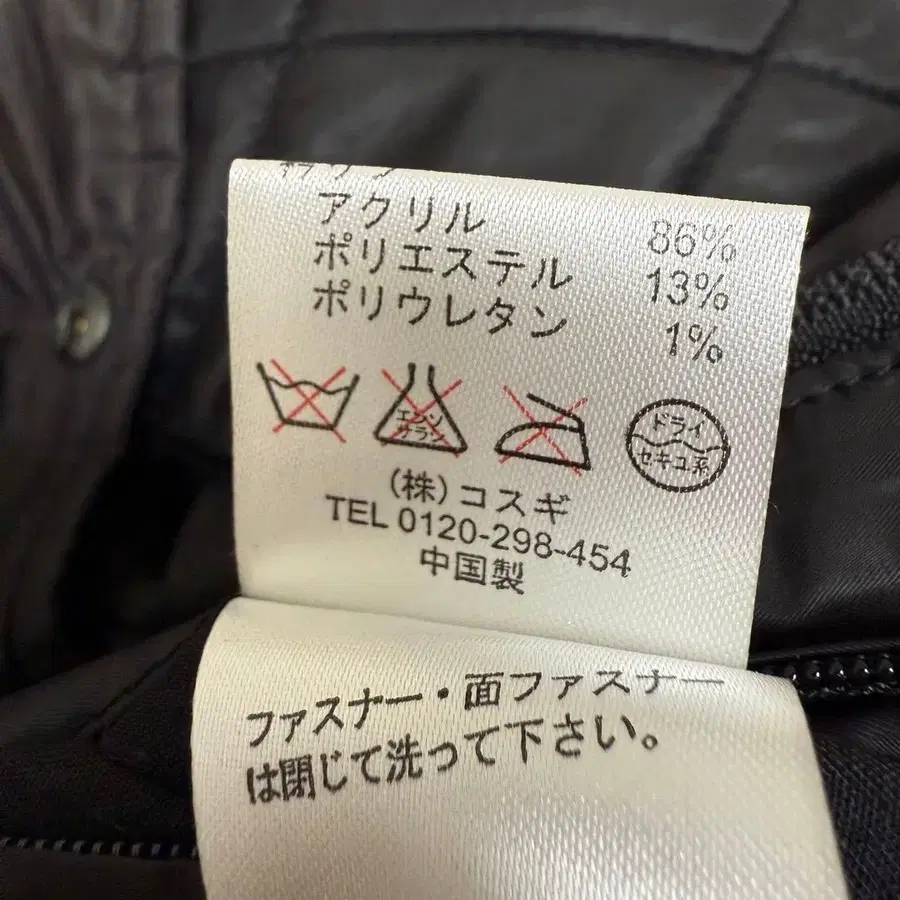 アクリル 86%
ポリエステル 13%
ポリウレタン 1%
エンソ
サラシ
ドライ
セキユ系
(株)コスギ
TEL 0120-298-454
中国製
ファスナー・面ファスナー
は閉じて洗って下さい。